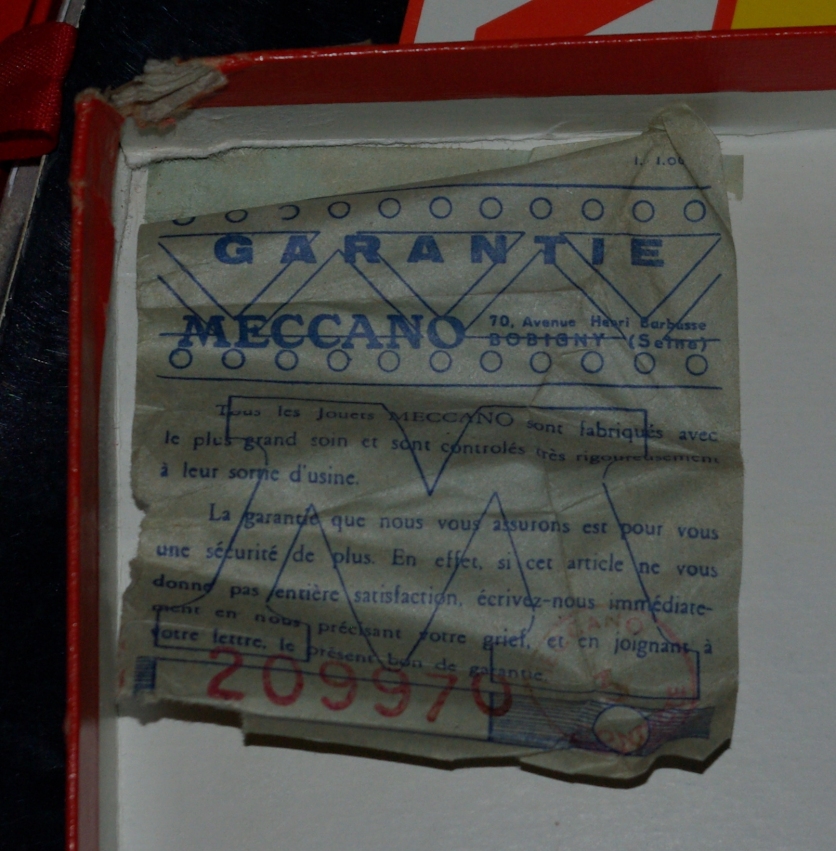 GARANTIE
MECCANO
70, Avenue Henri Barbusse
BOBIGNY (Seine)
Tous les Jouets MECCANO sont fabriqués avec
le plus grand soin et sont contrôlés très rigoureusement
à leur sortie d'usine.
La garantie que nous vous assurons est pour vous
une sécurité de plus. En effet, si cet article ne vous
donne pas entière satisfaction, écrivez-nous immédiate-
ment en nous précisant votre grief, et en joignant à
votre lettre, le présent bon de garantie.
209970